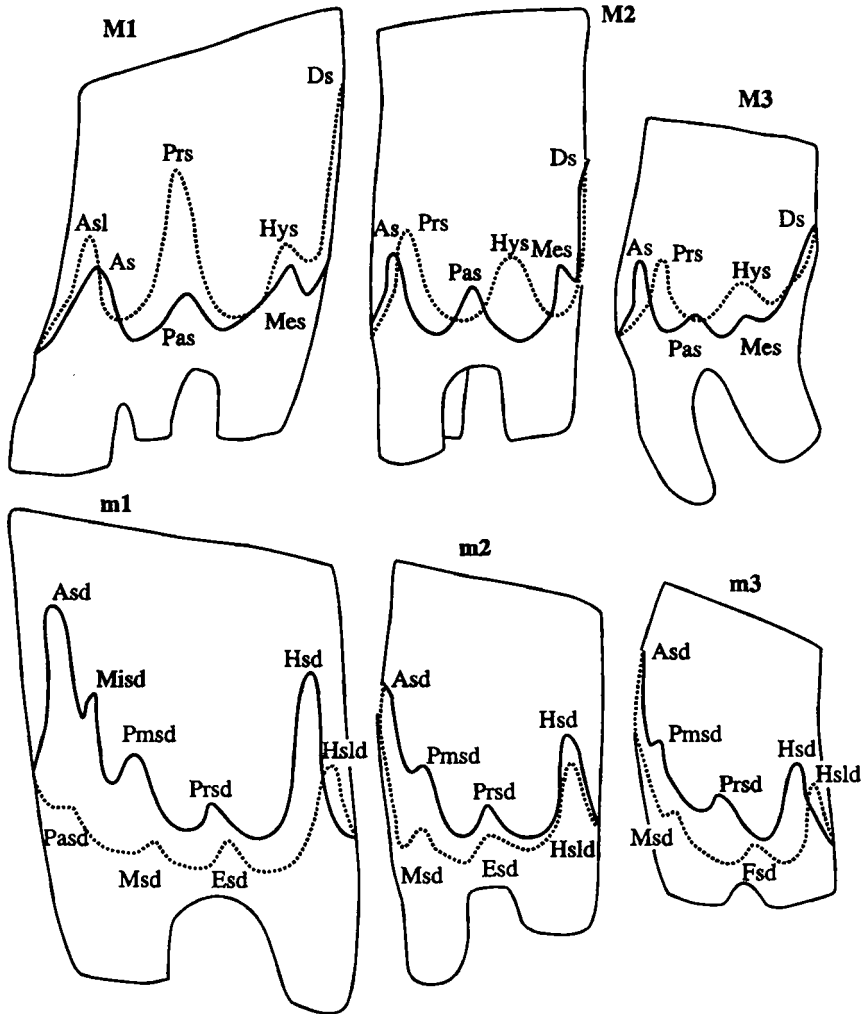 M1
M2
M3
Ds
Prs
Asl
As
Hys
Pas
Mes
Ds
As
Prs
Pas
Hys
Mes
Ds
As
Prs
Hys
Pas
Mes
m1
m2
m3
Asd
Misd
Pmsd
Prsd
Hsd
Hsld
Pasd
Msd
Esd
Asd
Pmsd
Prsd
Hsd
Msd
Esd
Hsld
Asd
Pmsd
Prsd
Hsd
Hsld
Msd
Fsd